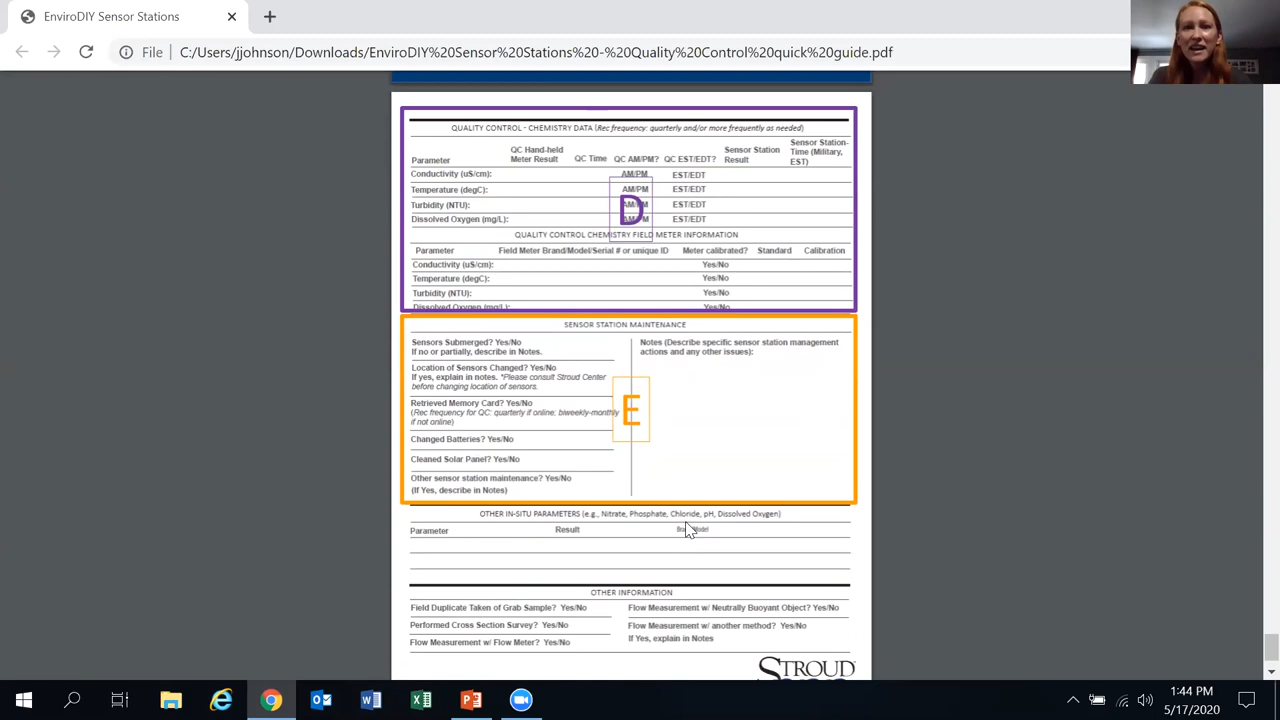 EnviroDIY Sensor Stations
File C:/Users/jjohnson/Downloads/EnviroDIY%20Sensor%20Stations%20-%20Quality%20Control%20quick%20guide.pdf
QUALITY CONTROL - CHEMISTRY DATA (Rec frequency: quarterly and/or more frequently as needed)
Parameter QC Hand-held Meter Result QC Time QC AM/PM? QC EST/EDT? Sensor Station Result Sensor Station-Time (Military, EST)
Conductivity (uS/cm): AM/PM EST/EDT
Temperature (degC): AM/PM EST/EDT
Turbidity (NTU): AM/PM EST/EDT
Dissolved Oxygen (mg/L): AM/PM EST/EDT
D
QUALITY CONTROL CHEMISTRY FIELD METER INFORMATION
Parameter Field Meter Brand/Model/Serial # or unique ID Meter calibrated? Standard Calibration
Conductivity (uS/cm): Yes/No
Temperature (degC): Yes/No
Turbidity (NTU): Yes/No
Dissolved Oxygen (mg/L): Yes/No
SENSOR STATION MAINTENANCE
Sensors Submerged? Yes/No
If no or partially, describe in Notes.
Location of Sensors Changed? Yes/No
If yes, explain in notes. *Please consult Stroud Center
before changing location of sensors.
Retrieved Memory Card? Yes/No
(Rec frequency for QC: quarterly if online; biweekly-monthly
if not online)
Changed Batteries? Yes/No
Cleaned Solar Panel? Yes/No
Other sensor station maintenance? Yes/No
(If Yes, describe in Notes)
Notes (Describe specific sensor station management
actions and any other issues):
E
OTHER IN-SITU PARAMETERS (e.g., Nitrate, Phosphate, Chloride, pH, Dissolved Oxygen)
Parameter Result
OTHER INFORMATION
Field Duplicate Taken of Grab Sample? Yes/No
Performed Cross Section Survey? Yes/No
Flow Measurement w/ Flow Meter? Yes/No
Flow Measurement w/ Neutrally Buoyant Object? Yes/No
Flow Measurement w/ another method? Yes/No
If Yes, explain in Notes
STROUD
1:44 PM
5/17/2020